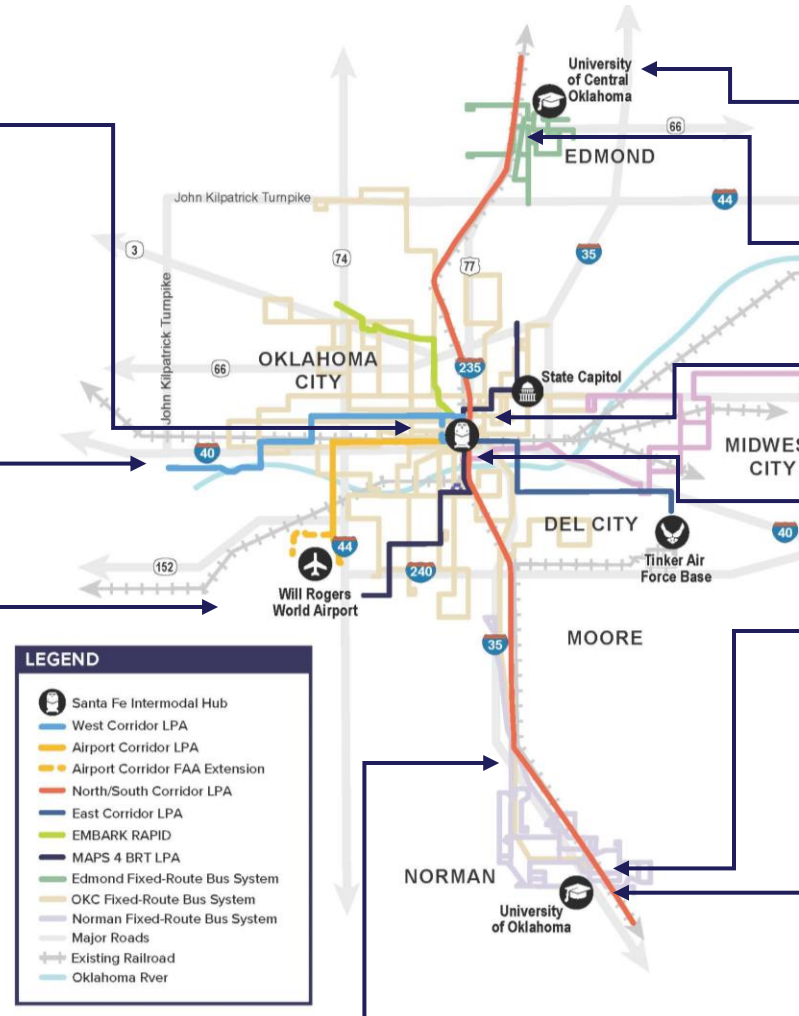 University
of Central
Oklahoma
66
EDMOND
John Kilpatrick Turnpike
44
3
74
77
35
John Kilpatrick Turnpike
OKLAHOMA
CITY
66
235
State Capitol
40
MIDWES
CITY
DEL CITY
40
44
Tinker Air
Force Base
152
240
Will Rogers
World Airport
MOORE
35
LEGEND
Santa Fe Intermodal Hub
West Corridor LPA
Airport Corridor LPA
Airport Corridor FAA Extension
North/South Corridor LPA
East Corridor LPA
EMBARK RAPID
MAPS 4 BRT LPA
Edmond Fixed-Route Bus System
OKC Fixed-Route Bus System
Norman Fixed-Route Bus System
Major Roads
Existing Railroad
Oklahoma Rver
NORMAN
University
of Oklahoma